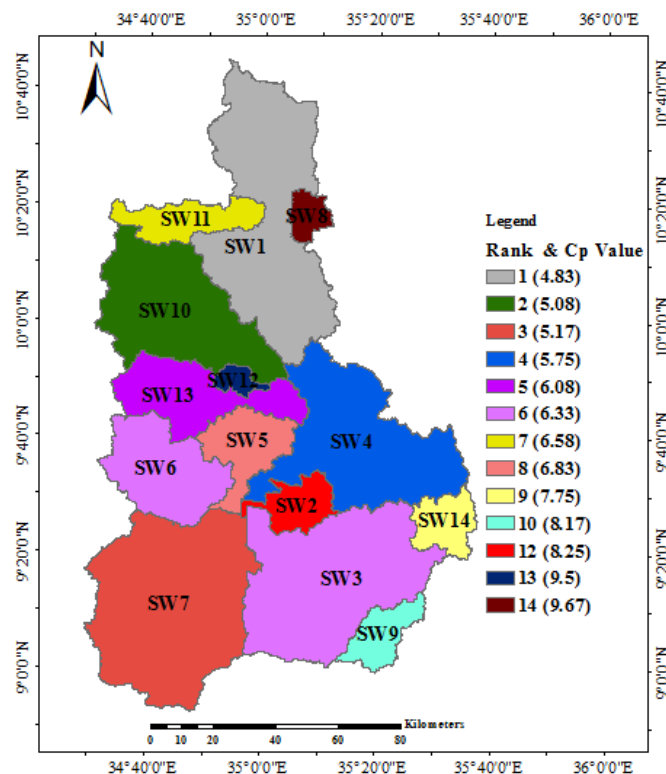 34°40'0"E 35°0'0"E 35°20'0"E 35°40'0"E 36°0'0"E
N
10°40'0"N 10°40'0"N
10°20'0"N 10°20'0"N
SW11 SW8
SW1
Legend
Rank & Cp Value
1 (4.83)
2 (5.08)
3 (5.17)
4 (5.75)
5 (6.08)
6 (6.33)
7 (6.58)
8 (6.83)
9 (7.75)
10 (8.17)
12 (8.25)
13 (9.5)
14 (9.67)
SW10
10°0'0"N 10°0'0"N
SW12
SW13
SW5 SW4
9°40'0"N 9°40'0"N
SW6
SW2
SW14
9°20'0"N 9°20'0"N
SW3
SW7
SW9
9°0'0"N 9°0'0"N
Kilometers
0 10 20 40 60 80
34°40'0"E 35°0'0"E 35°20'0"E 35°40'0"E 36°0'0"E